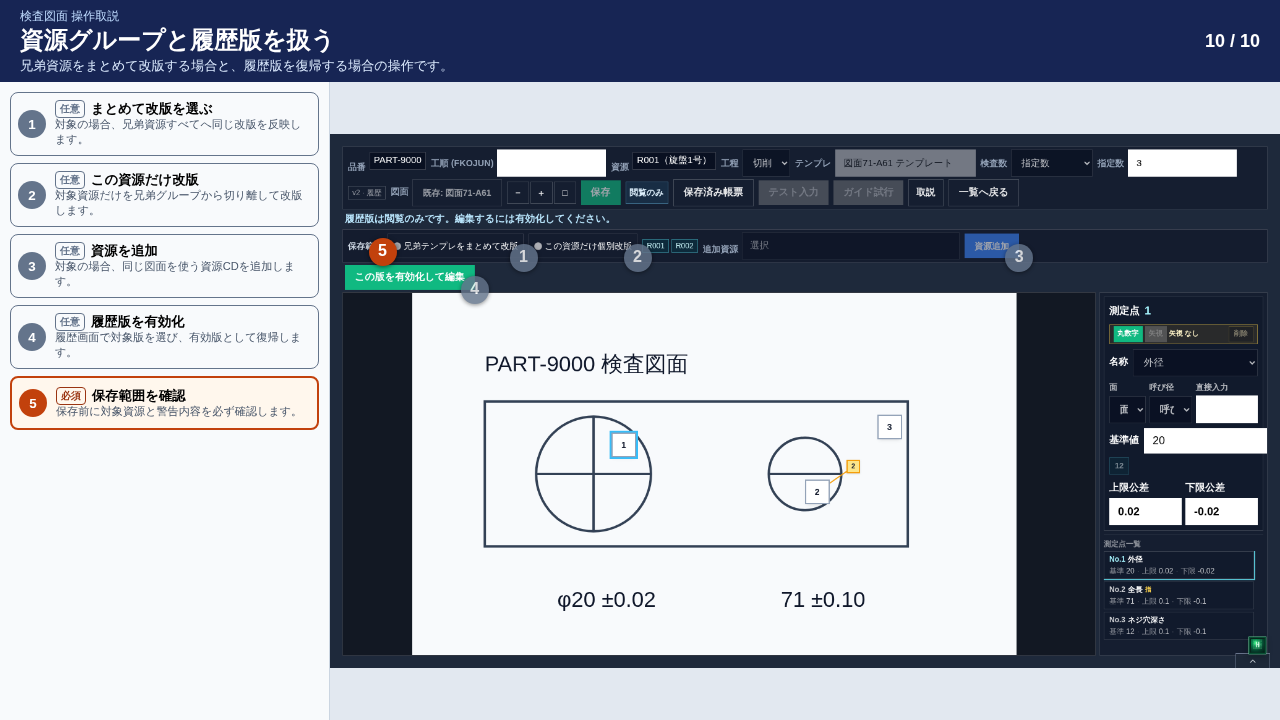 検査図面 操作取説
資源グループと履歴版を扱う
兄弟資源をまとめて改版する場合と、履歴版を復帰する場合の操作です。
10 / 10
1
任意 まとめて改版を選ぶ
対象の場合、兄弟資源すべてへ同じ改版を反映し
ます。
2
任意 この資源だけ改版
対象資源だけを兄弟グループから切り離して改版
します。
3
任意 資源を追加
対象の場合、同じ図面を使う資源CDを追加しま
す。
4
任意 履歴版を有効化
履歴画面で対象版を選び、有効版として復帰しま
す。
5
必須 保存範囲を確認
保存前に対象資源と警告内容を必ず確認します。
品番 PART-9000 工順 (FKOJUN) 資源 R001（旋盤1号） 工程 切削 テンプレ 図面71-A61 テンプレート 検査数 指定数 指定数 3
v2 · 履歴 図面 既存: 図面71-A61 − + □ 保存 閲覧のみ 保存済み帳票 テスト入力 ガイド試行 取説 一覧へ戻る
履歴版は閲覧のみです。編集するには有効化してください。
保存範 5 兄弟テンプレをまとめて改版 1 この資源だけ個別改版 2 R001 R002 追加資源 選択 資源追加 3
この版を有効化して編集 4
PART-9000 検査図面
1
2
2
3
φ20 ±0.02
71 ±0.10
測定点 1
丸数字 矢視 矢視 なし 削除
名称 外径
面 呼び径 直接入力
面
基準値 20
12
上限公差 下限公差
0.02 -0.02
測定点一覧
No.1 外径
基準 20 · 上限 0.02 · 下限 -0.02
No.2 全長 指
基準 71 · 上限 0.1 · 下限 -0.1
No.3 ネジ穴深さ
基準 12 · 上限 0.1 · 下限 -0.1